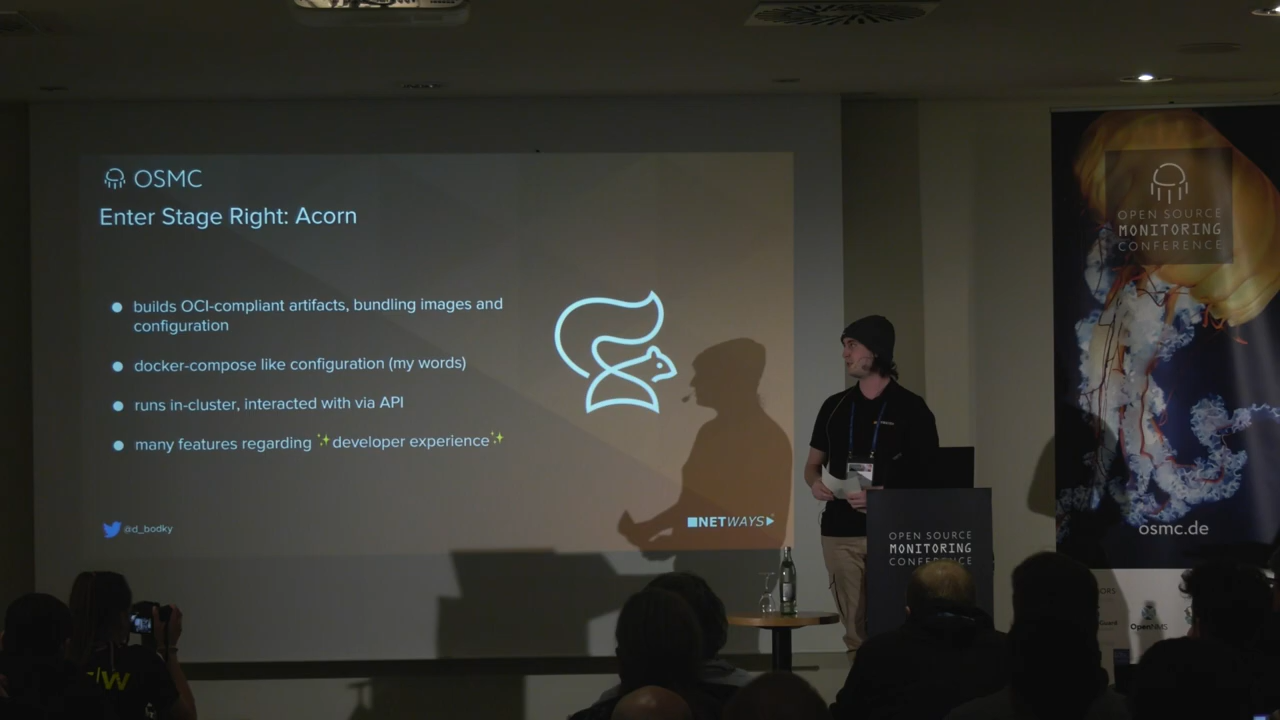 OSMC
Enter Stage Right: Acorn
builds OCI-compliant artifacts, bundling images and
configuration
docker-compose like configuration (my words)
runs in-cluster, interacted with via API
many features regarding ✨developer experience✨
@d_bodky
NETWAYS
OPEN SOURCE
MONITORING
CONFERENCE
OPEN SOURCE
MONITORING
CONFERENCE
osmc.de
OpenNMS